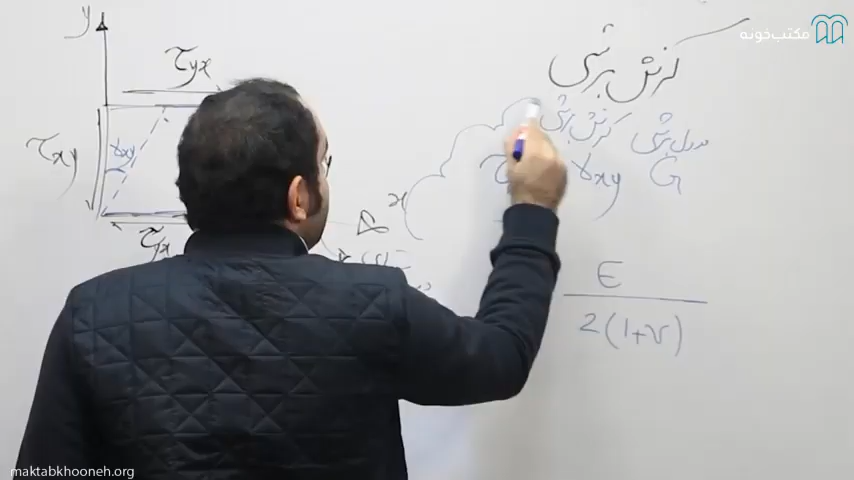 مکتب‌خونه
کرنش برشی
مدول برشی کرنش برشی
γxy G
E
2(1+ν)
y
τyx
τxy
γxy
τyx
x
maktabkhooneh.org